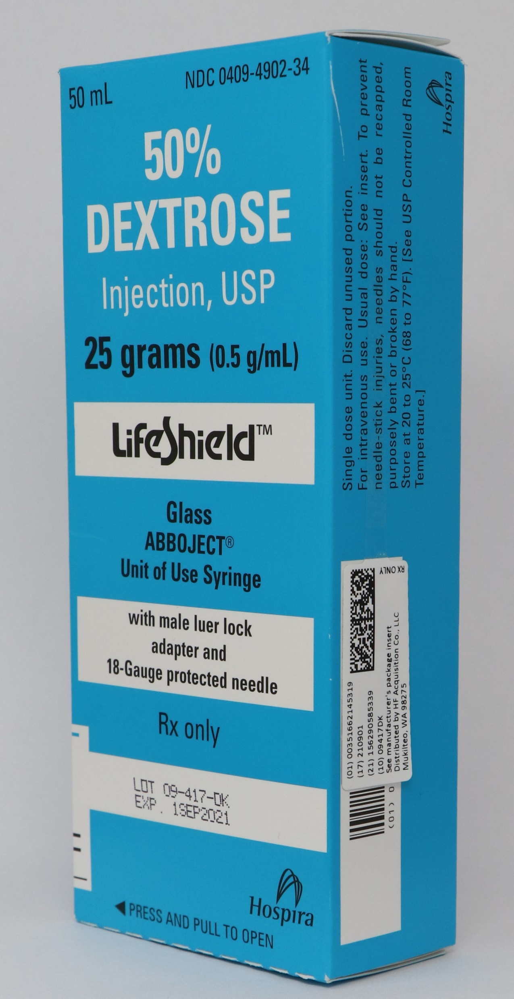 50 mL
NDC 0409-4902-34
50%
DEXTROSE
Injection, USP
25 grams (0.5 g/mL)
LifeShield™
Glass
ABBOJECT®
Unit of Use Syringe
with male luer lock
adapter and
18-Gauge protected needle
Rx only
LOT 09-417-DK
EXP. 1SEP2021
Hospira
◀ PRESS AND PULL TO OPEN
Single dose unit. Discard unused portion.
For intravenous use. Usual dose: See insert. To prevent
needle-stick injuries, needles should not be recapped,
purposely bent or broken by hand.
Store at 20 to 25°C (68 to 77°F). [See USP Controlled Room
Temperature.]
Hospira
RX ONLY
(01) 00351662145319
(17) 210901
(21) 156290585339
(10) 09417DK
See manufacturer's package insert
Distributed by HF Acquisition Co., LLC
Mukilteo, WA 98275
(01) 0